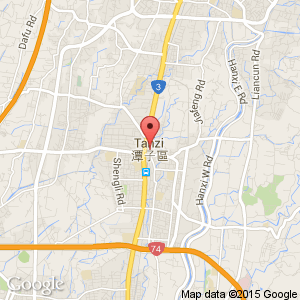 Dafu Rd
3
Hanxi E Rd
Liancun Rd
Jiafeng Rd
Tanzi
潭子區
Shengli Rd
Hanxi W Rd
74
Google
Map data ©2015 Google